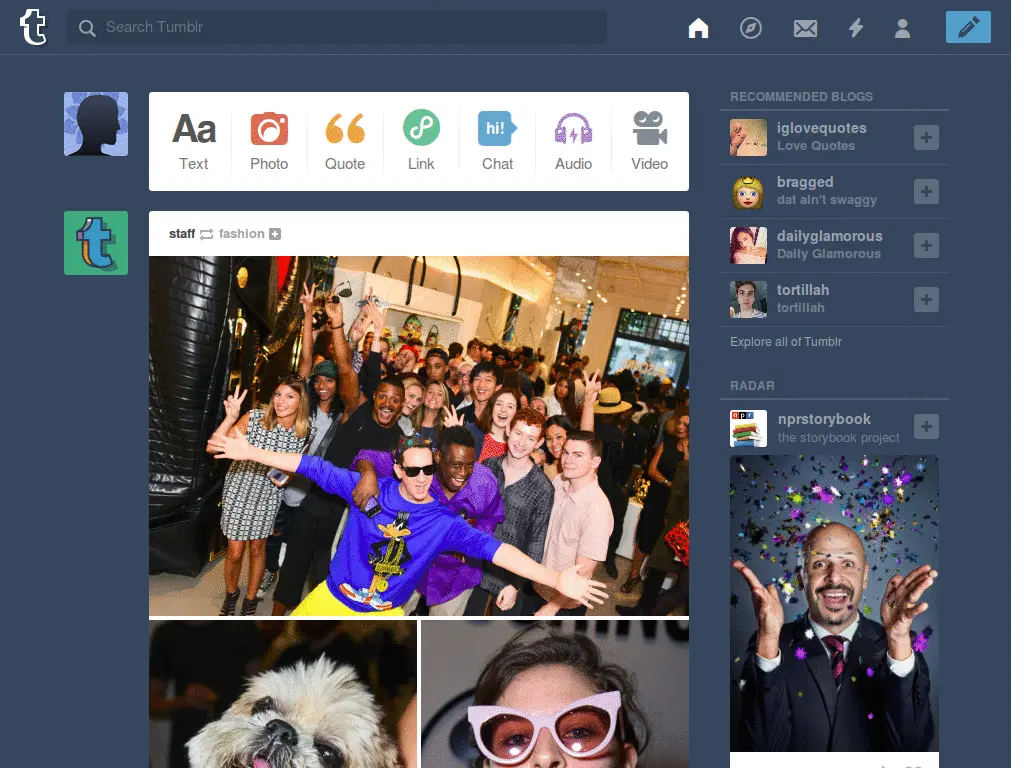 t
Search Tumblr
Aa
hi!
Text
Photo
Quote
Link
Chat
Audio
Video
t
staff fashion
RECOMMENDED BLOGS
iglovequotes
Love Quotes
bragged
dat ain't swaggy
dailyglamorous
Daily Glamorous
tortillah
tortillah
Explore all of Tumblr
RADAR
npr
nprstorybook
the storybook project